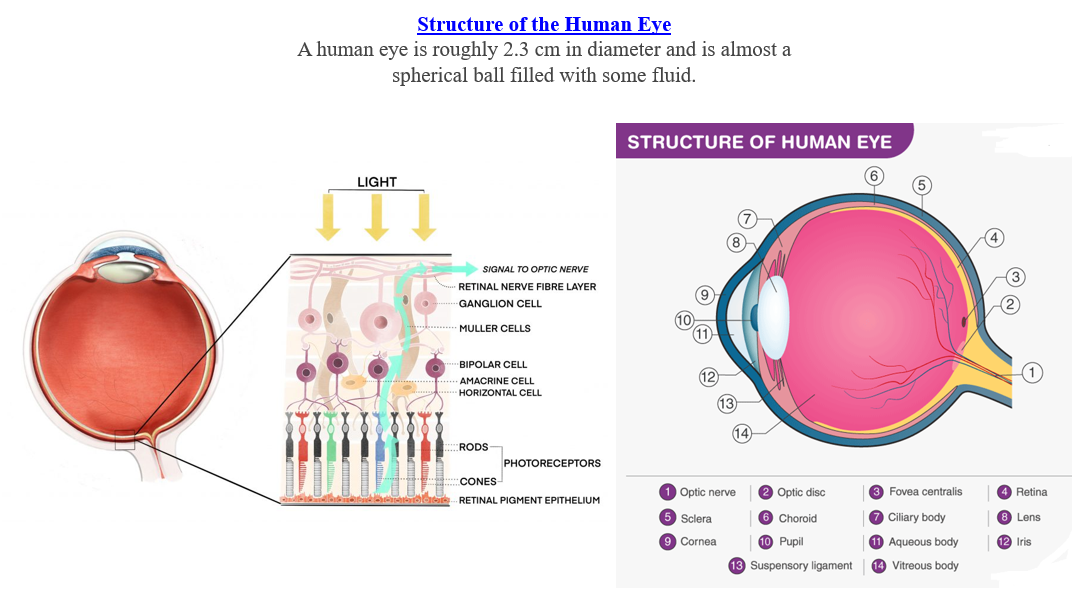 Structure of the Human Eye
A human eye is roughly 2.3 cm in diameter and is almost a
spherical ball filled with some fluid.
LIGHT
SIGNAL TO OPTIC NERVE
RETINAL NERVE FIBRE LAYER
GANGLION CELL
MULLER CELLS
BIPOLAR CELL
AMACRINE CELL
HORIZONTAL CELL
RODS
PHOTORECEPTORS
CONES
RETINAL PIGMENT EPITHELIUM
STRUCTURE OF HUMAN EYE
6
5
7
4
8
3
9
2
10
11
1
12
13
14
1 Optic nerve 2 Optic disc 3 Fovea centralis 4 Retina
5 Sclera 6 Choroid 7 Ciliary body 8 Lens
9 Cornea 10 Pupil 11 Aqueous body 12 Iris
13 Suspensory ligament 14 Vitreous body